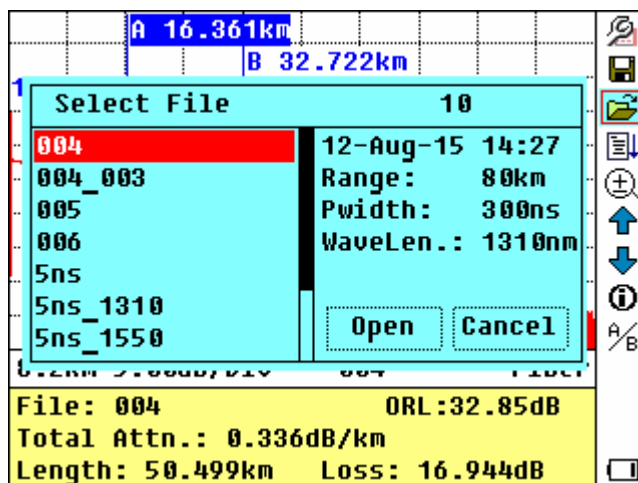 A 16.361km
B 32.722km
Select File 10
004
004_003
005
006
5ns
5ns_1310
5ns_1550
12-Aug-15 14:27
Range: 80km
Pwidth: 300ns
WaveLen.: 1310nm
Open Cancel
A/B
File: 004 ORL:32.85dB
Total Attn.: 0.336dB/km
Length: 50.499km Loss: 16.944dB